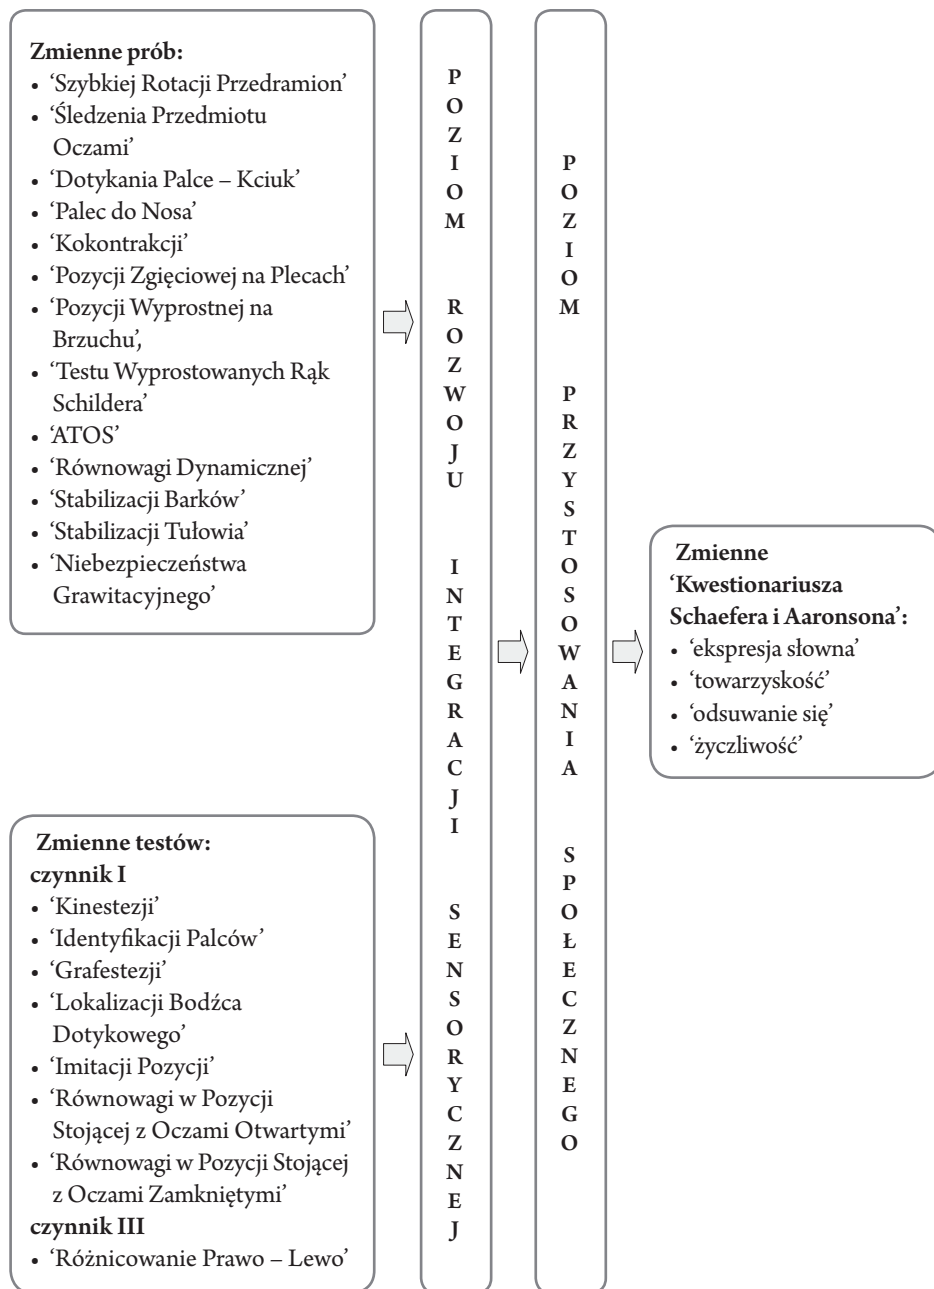 Zmienne prób:
• ‘Szybkiej Rotacji Przedramion’
• ‘Śledzenia Przedmiotu
Oczami’
• ‘Dotykania Palce – Kciuk’
• ‘Palec do Nosa’
• ‘Kokontrakcji’
• ‘Pozycji Zgięciowej na Plecach’
• ‘Pozycji Wyprostnej na
Brzuchu’,
• ‘Testu Wyprostowanych Rąk
Schildera’
• ‘ATOS’
• ‘Równowagi Dynamicznej’
• ‘Stabilizacji Barków’
• ‘Stabilizacji Tułowia’
• ‘Niebezpieczeństwa
Grawitacyjnego’
Zmienne testów:
czynnik I
• ‘Kinestezji’
• ‘Identyfikacji Palców’
• ‘Grafestezji’
• ‘Lokalizacji Bodźca
Dotykowego’
• ‘Imitacji Pozycji’
• ‘Równowagi w Pozycji
Stojącej z Oczami Otwartymi’
• ‘Równowagi w Pozycji Stojącej
z Oczami Zamkniętymi’
czynnik III
• ‘Różnicowanie Prawo – Lewo’
POZIOM ROZWOJU INTEGRACJI SENSORYCZNEJ
POZIOM PRZYSTOSOWANIA SPOŁECZNEGO
Zmienne
‘Kwestionariusza
Schaefera i Aaronsona’:
• ‘ekspresja słowna’
• ‘towarzyskość’
• ‘odsuwanie się’
• ‘życzliwość’